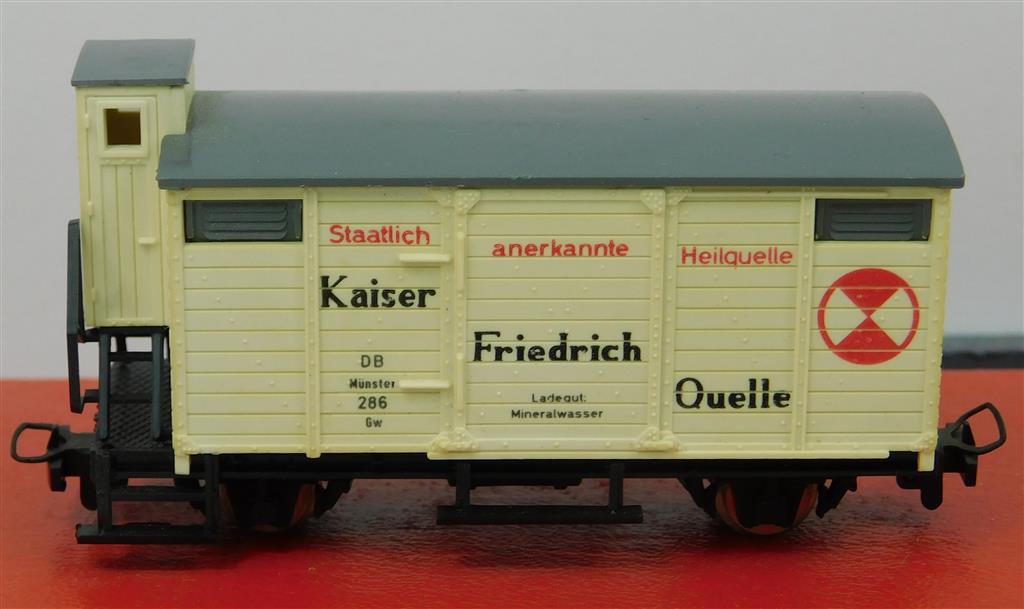 Staatlich anerkannte Heilquelle
Kaiser Friedrich Quelle
DB
Münster
286
Gw
Ladegut:
Mineralwasser